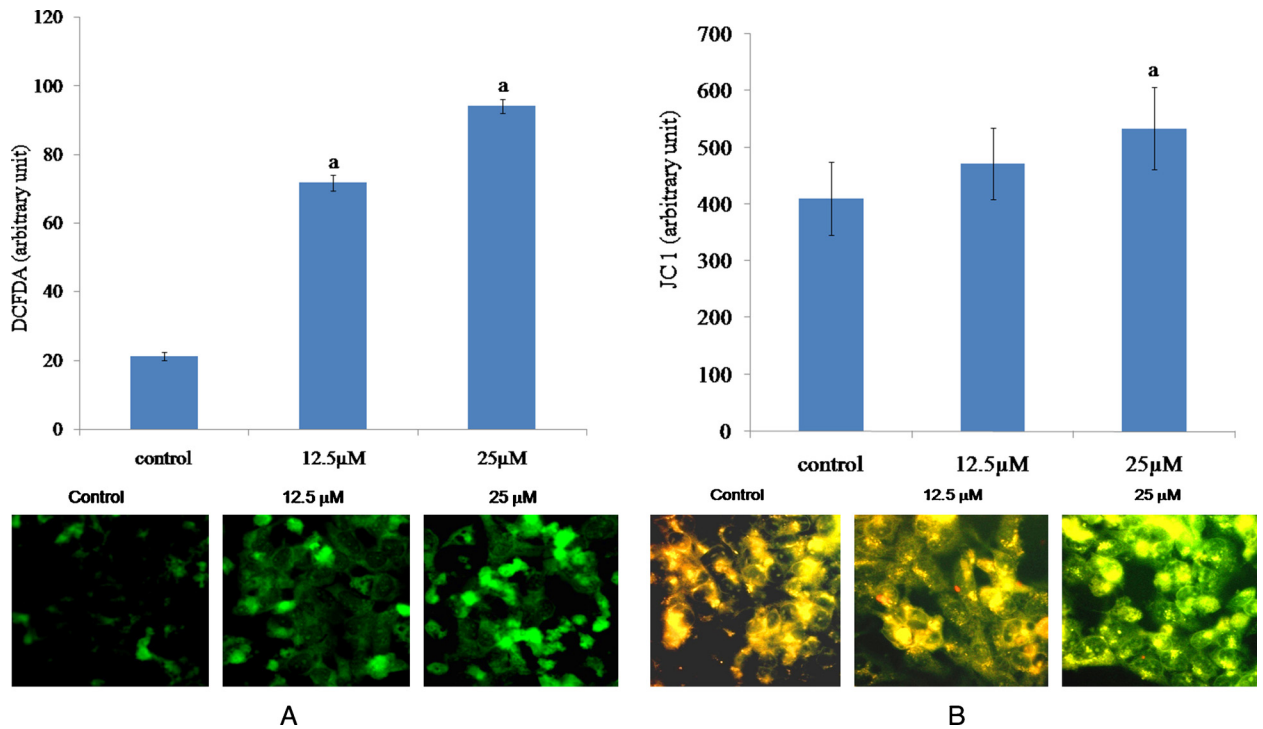 120
100
80
60
40
20
0
DCFDA (arbitrary unit)
a
a
control 12.5µM 25µM
Control 12.5 µM 25 µM
A
700
600
500
400
300
200
100
0
JC 1 (arbitrary unit)
a
control 12.5µM 25µM
Control 12.5 µM 25 µM
B